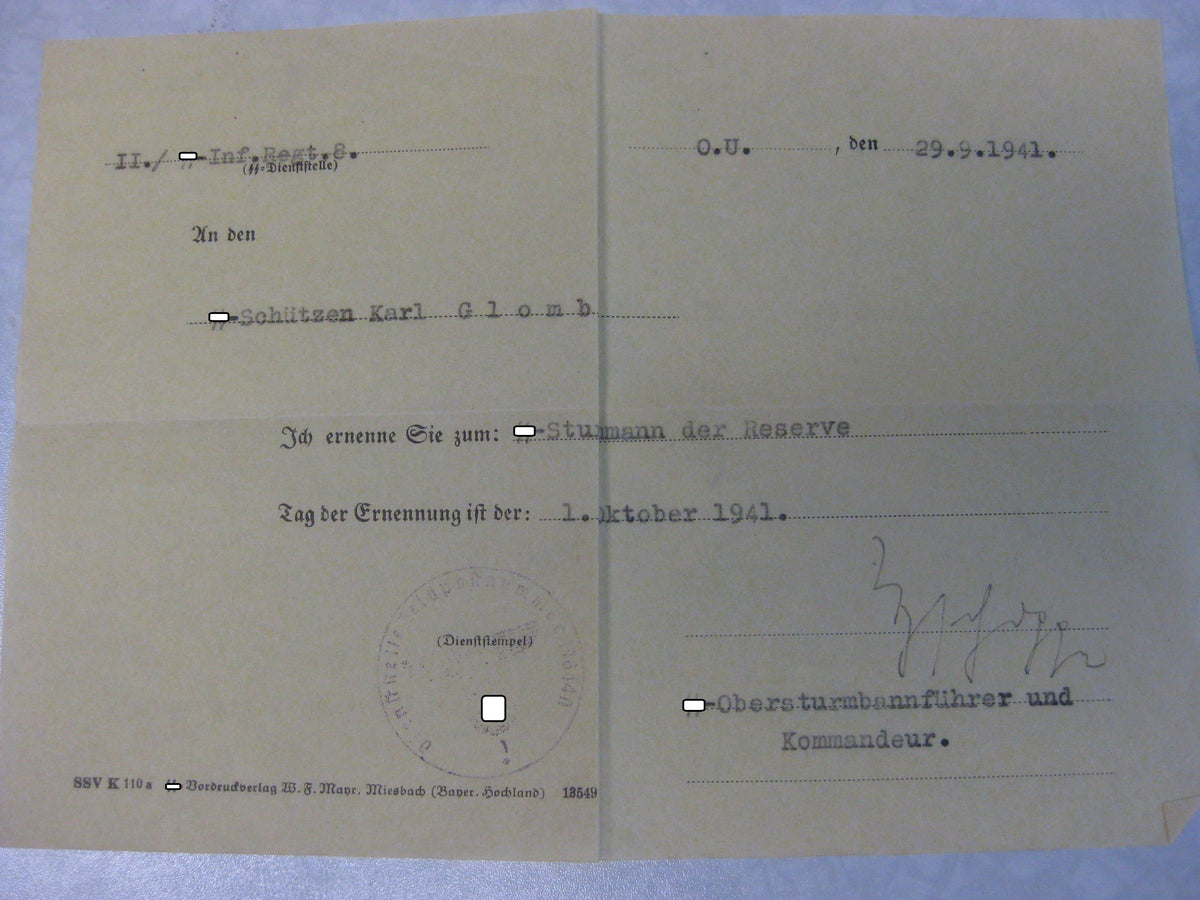 II./ -Inf.Regt.8.
(ϟϟ-Dienststelle)
O.U. , den 29.9.1941.
An den
-Schützen Karl G l o m b
Ich ernenne Sie zum: -Sturmann der Reserve
Tag der Ernennung ist der: 1.Oktober 1941.
(Dienststempel)
-Obersturmbannführer und
Kommandeur.
SSV K 110 a Vordruckverlag W. F. Mayr, Miesbach (Bayer. Hochland) 13549